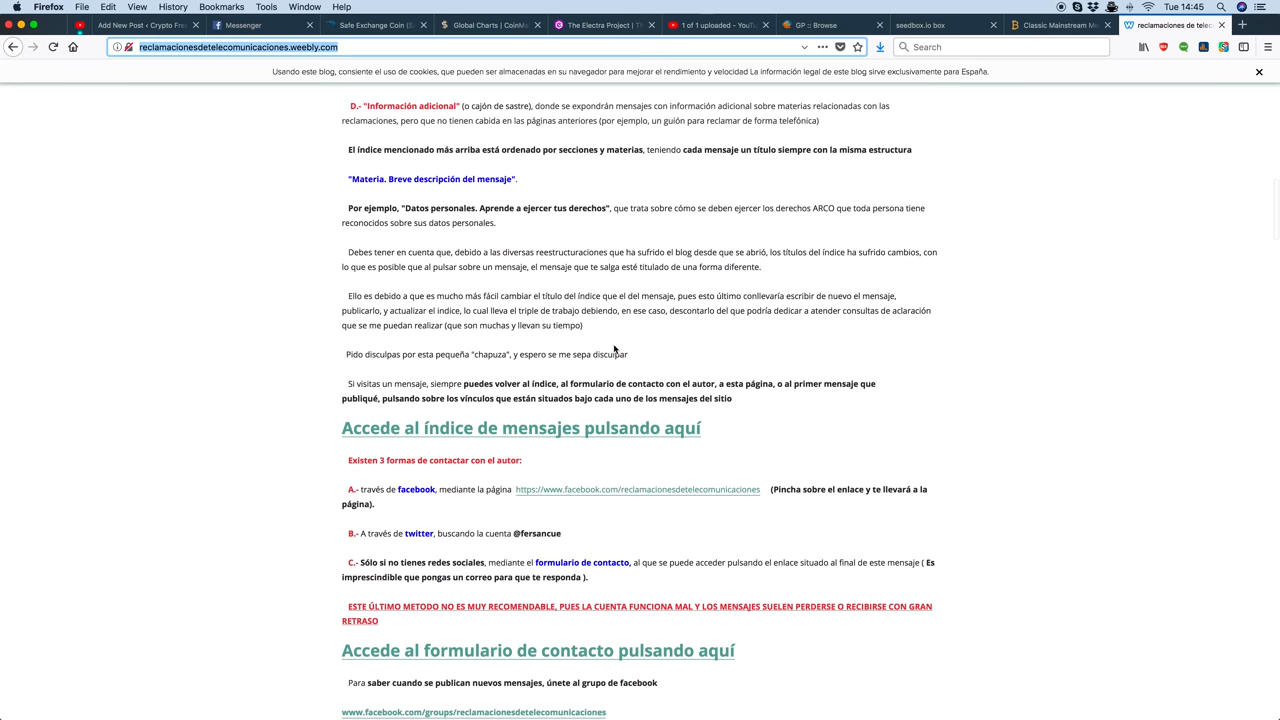 Firefox File Edit View History Bookmarks Tools Window Help Tue 14:45
Add New Post ‹ Crypto Free Messenger Safe Exchange Coin (S Global Charts | CoinMa The Electra Project | Th 1 of 1 uploaded - YouTu GP :: Browse seedbox.io box Classic Mainstream Me reclamaciones de telec
reclamacionesdetelecomunicaciones.weebly.com Search
Usando este blog, consiente el uso de cookies, que pueden ser almacenadas en su navegador para mejorar el rendimiento y velocidad La información legal de este blog sirve exclusivamente para España.
D.- "Información adicional" (o cajón de sastre), donde se expondrán mensajes con información adicional sobre materias relacionadas con las
reclamaciones, pero que no tienen cabida en las páginas anteriores (por ejemplo, un guión para reclamar de forma telefónica)
El índice mencionado más arriba está ordenado por secciones y materias, teniendo cada mensaje un título siempre con la misma estructura
"Materia. Breve descripción del mensaje".
Por ejemplo, "Datos personales. Aprende a ejercer tus derechos", que trata sobre cómo se deben ejercer los derechos ARCO que toda persona tiene
reconocidos sobre sus datos personales.
Debes tener en cuenta que, debido a las diversas reestructuraciones que ha sufrido el blog desde que se abrió, los títulos del índice ha sufrido cambios, con
lo que es posible que al pulsar sobre un mensaje, el mensaje que te salga esté titulado de una forma diferente.
Ello es debido a que es mucho más fácil cambiar el título del índice que el del mensaje, pues esto último conllevaría escribir de nuevo el mensaje,
publicarlo, y actualizar el indice, lo cual lleva el triple de trabajo debiendo, en ese caso, descontarlo del que podría dedicar a atender consultas de aclaración
que se me puedan realizar (que son muchas y llevan su tiempo)
Pido disculpas por esta pequeña "chapuza", y espero se me sepa disculpar
Si visitas un mensaje, siempre puedes volver al índice, al formulario de contacto con el autor, a esta página, o al primer mensaje que
publiqué, pulsando sobre los vínculos que están situados bajo cada uno de los mensajes del sitio
Accede al índice de mensajes pulsando aquí
Existen 3 formas de contactar con el autor:
A.- través de facebook, mediante la página https://www.facebook.com/reclamacionesdetelecomunicaciones (Pincha sobre el enlace y te llevará a la
página).
B.- A través de twitter, buscando la cuenta @fersancue
C.- Sólo si no tienes redes sociales, mediante el formulario de contacto, al que se puede acceder pulsando el enlace situado al final de este mensaje ( Es
imprescindible que pongas un correo para que te responda ).
ESTE ÚLTIMO METODO NO ES MUY RECOMENDABLE, PUES LA CUENTA FUNCIONA MAL Y LOS MENSAJES SUELEN PERDERSE O RECIBIRSE CON GRAN
RETRASO
Accede al formulario de contacto pulsando aquí
Para saber cuando se publican nuevos mensajes, únete al grupo de facebook
www.facebook.com/groups/reclamacionesdetelecomunicaciones